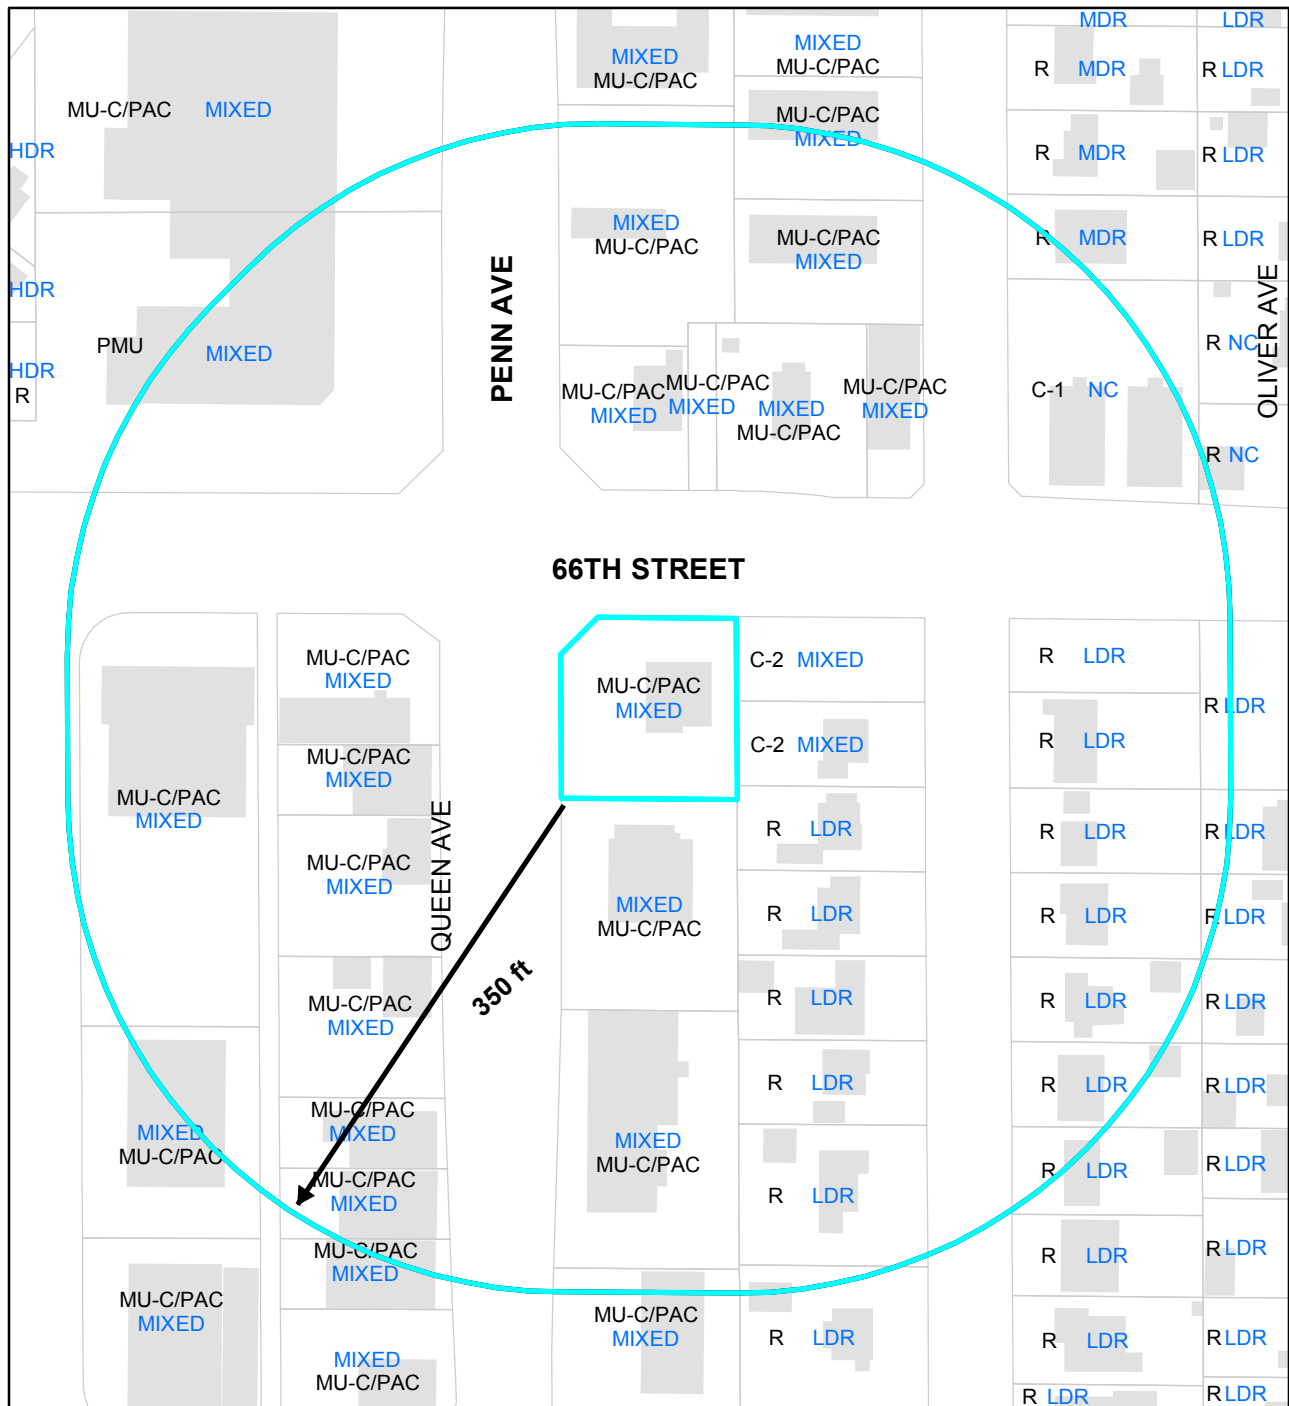 MDR
LDR
MIXED
MU-C/PAC
MIXED
MU-C/PAC
R MDR
R LDR
MU-C/PAC MIXED
MU-C/PAC
MIXED
HDR
R MDR
R LDR
MIXED
MU-C/PAC
MU-C/PAC
MIXED
R MDR
R LDR
HDR
PENN AVE
OLIVER AVE
PMU MIXED
R NC
HDR
R
MU-C/PAC
MIXED
MU-C/PAC
MIXED
MIXED
MU-C/PAC
MU-C/PAC
MIXED
C-1 NC
R NC
66TH STREET
MU-C/PAC
MIXED
MU-C/PAC
MIXED
C-2 MIXED
R LDR
R LDR
C-2 MIXED
R LDR
MU-C/PAC
MIXED
MU-C/PAC
MIXED
R LDR
R LDR
R LDR
MU-C/PAC
MIXED
QUEEN AVE
MIXED
MU-C/PAC
R LDR
R LDR
R LDR
350 ft
MU-C/PAC
MIXED
R LDR
R LDR
R LDR
R LDR
R LDR
R LDR
MU-C/PAC
MIXED
MIXED
MU-C/PAC
MIXED
MU-C/PAC
R LDR
R LDR
R LDR
MU-C/PAC
MIXED
MU-C/PAC
MIXED
R LDR
R LDR
MU-C/PAC
MIXED
MU-C/PAC
MIXED
R LDR
R LDR
R LDR
MIXED
MU-C/PAC
R LDR
R LDR